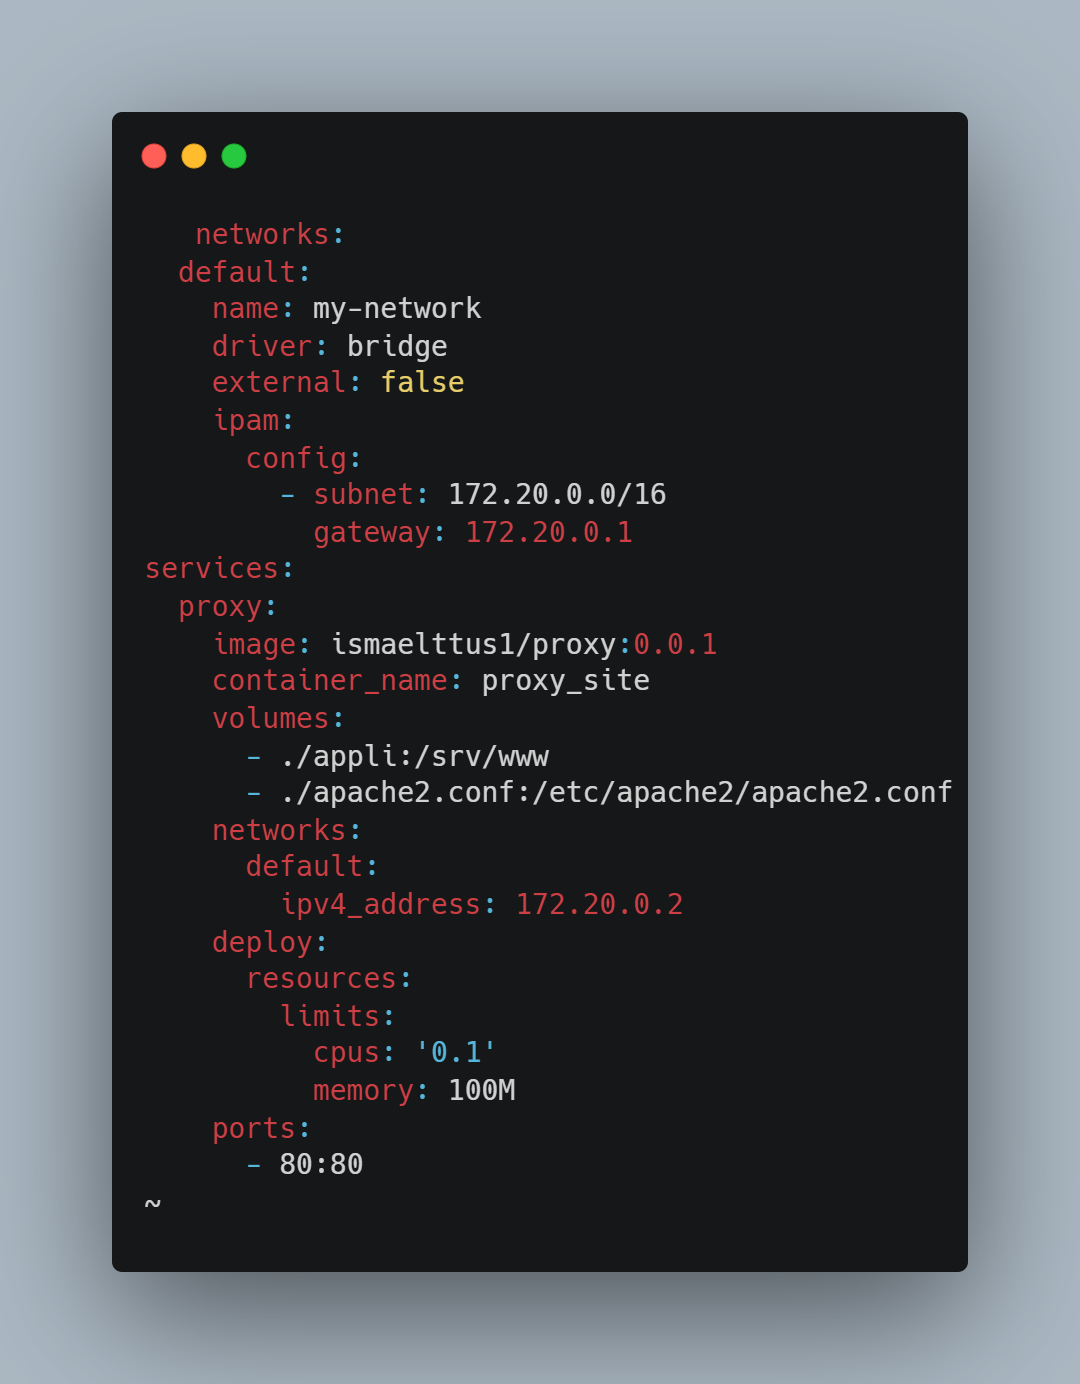 networks:
  default:
    name: my-network
    driver: bridge
    external: false
    ipam:
      config:
        - subnet: 172.20.0.0/16
          gateway: 172.20.0.1
services:
  proxy:
    image: ismaelttus1/proxy:0.0.1
    container_name: proxy_site
    volumes:
      - ./appli:/srv/www
      - ./apache2.conf:/etc/apache2/apache2.conf
    networks:
      default:
        ipv4_address: 172.20.0.2
    deploy:
      resources:
        limits:
          cpus: '0.1'
          memory: 100M
    ports:
      - 80:80
~